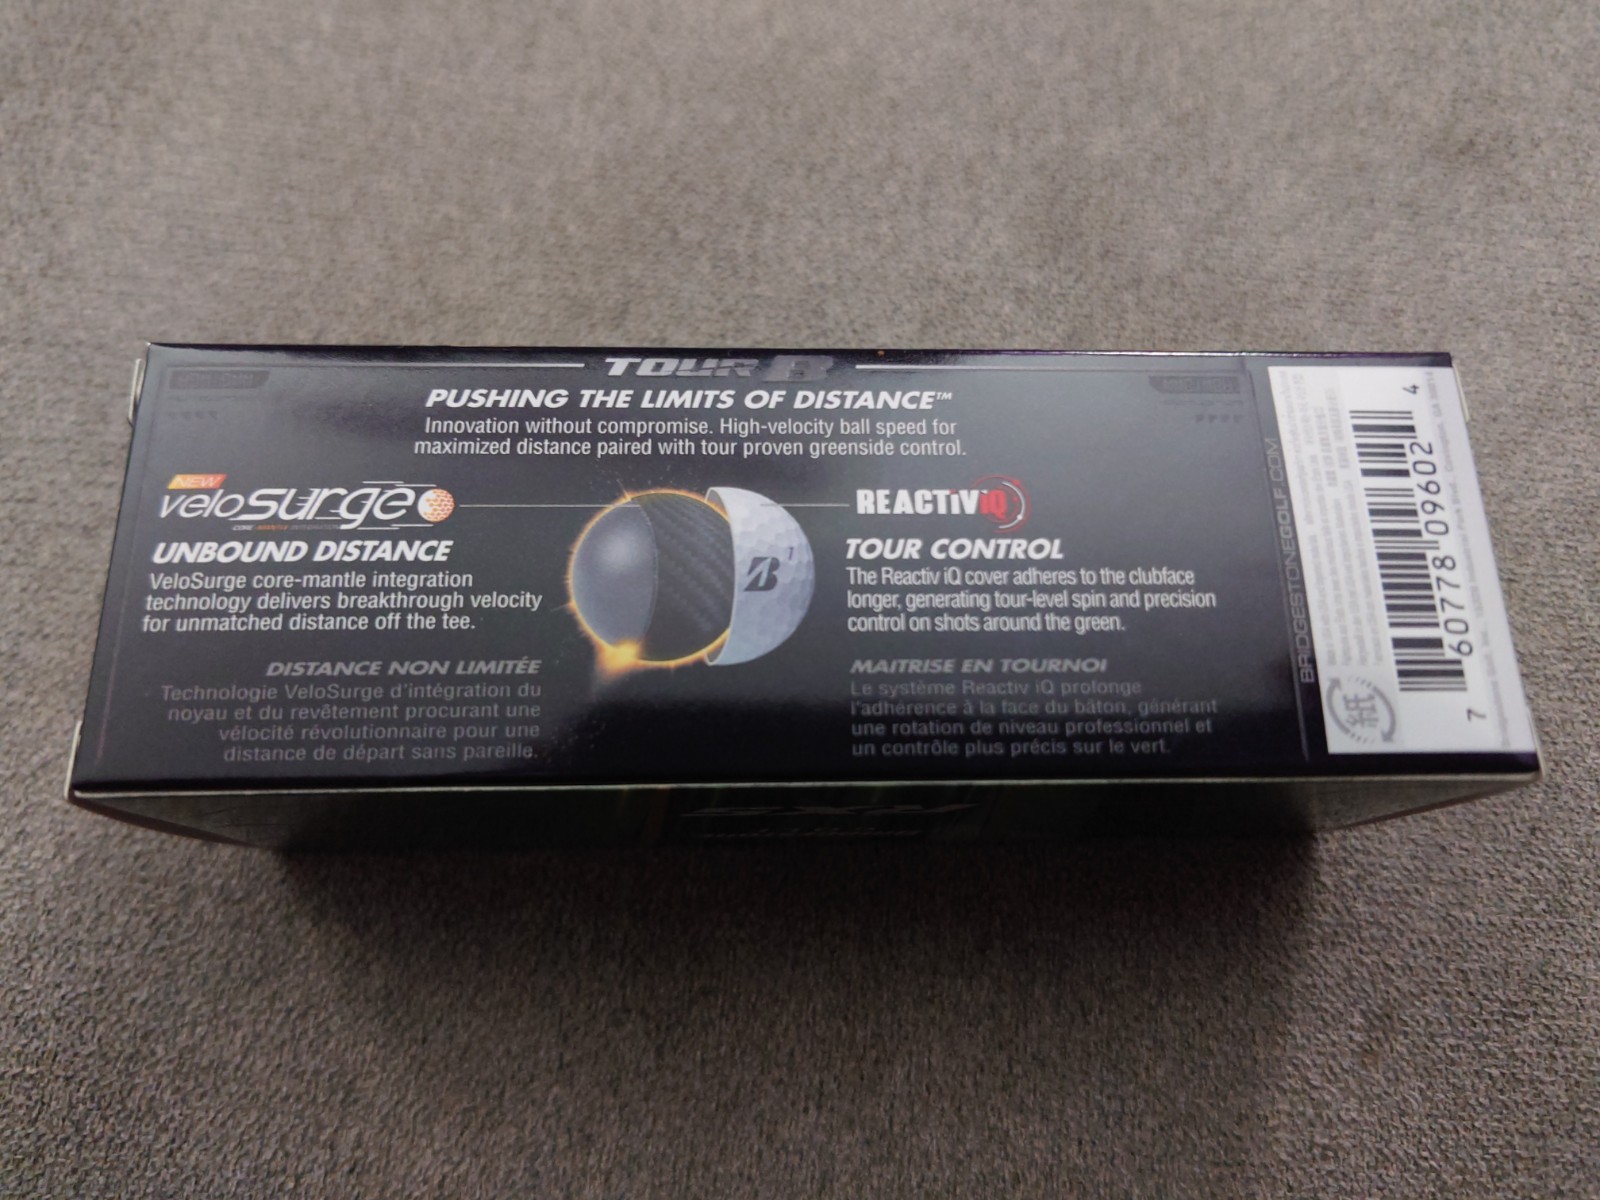 TOUR B
PUSHING THE LIMITS OF DISTANCE™
Innovation without compromise. High-velocity ball speed for
maximized distance paired with tour proven greenside control.
NEW
veloSurge
CORE-MANTLE INTEGRATION
UNBOUND DISTANCE
VeloSurge core-mantle integration
technology delivers breakthrough velocity
for unmatched distance off the tee.
DISTANCE NON LIMITÉE
Technologie VeloSurge d'intégration du
noyau et du revêtement procurant une
vélocité révolutionnaire pour une
distance de départ sans pareille.
B
1
REACTIViQ
TOUR CONTROL
The Reactiv iQ cover adheres to the clubface
longer, generating tour-level spin and precision
control on shots around the green.
MAITRISE EN TOURNOI
Le système Reactiv iQ prolonge
l'adhérence à la face du bâton, générant
une rotation de niveau professionnel et
un contrôle plus précis sur le vert.
BRIDGESTONEGOLF.COM
紙
7 60778 09602 4